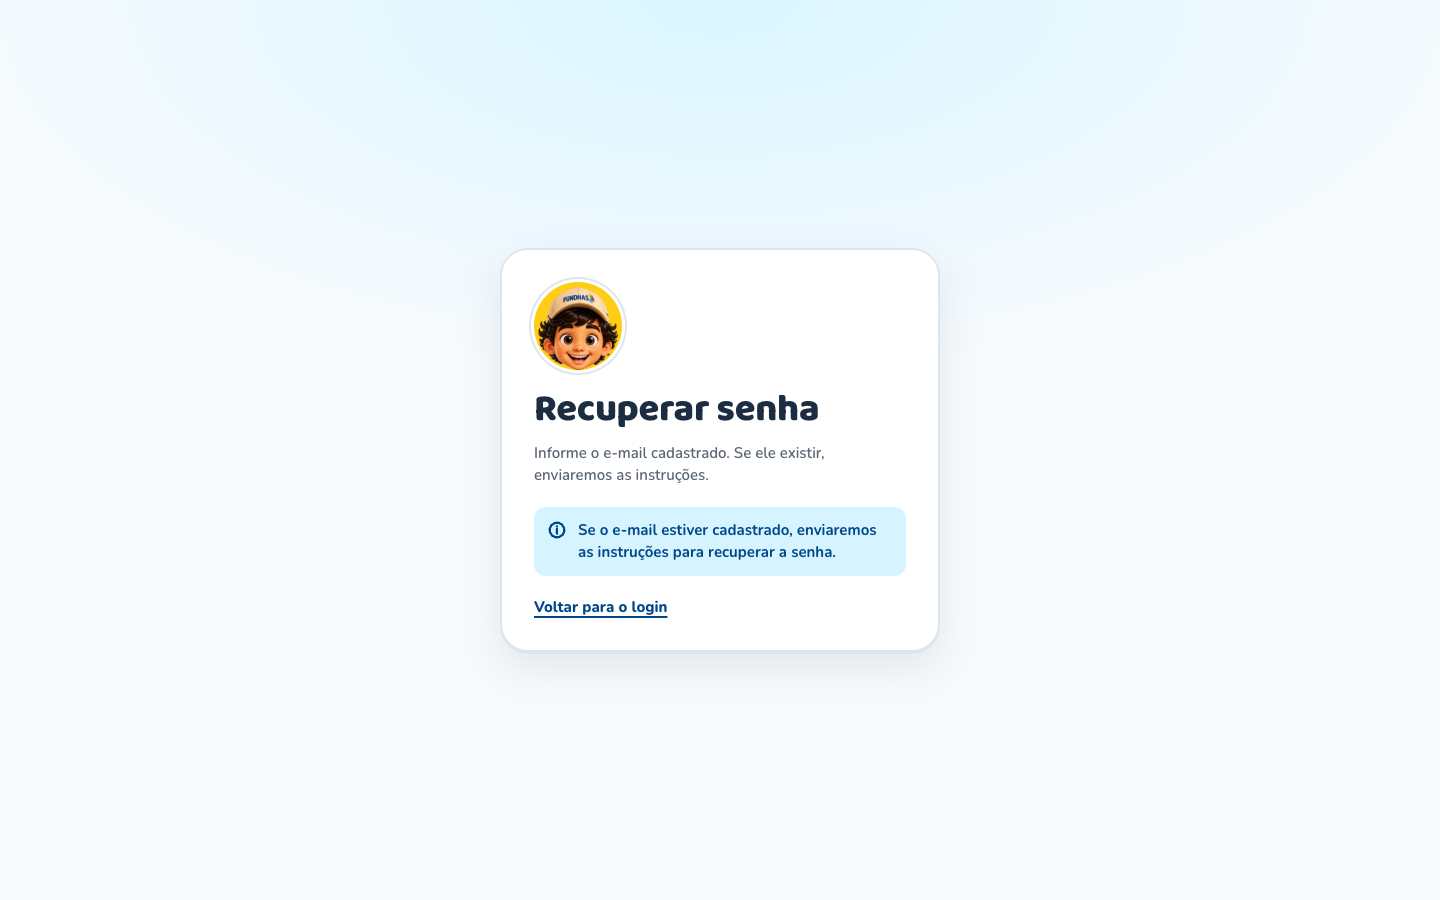 FUNDHAS
Recuperar senha
Informe o e-mail cadastrado. Se ele existir,
enviaremos as instruções.
Se o e-mail estiver cadastrado, enviaremos
as instruções para recuperar a senha.
Voltar para o login